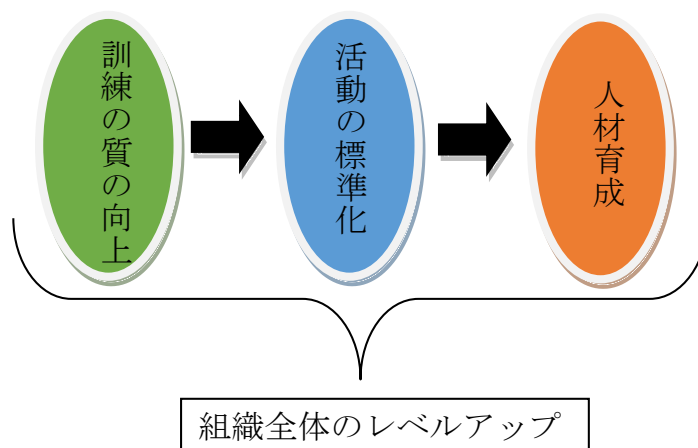 訓練の質の向上
活動の標準化
人材育成
組織全体のレベルアップ